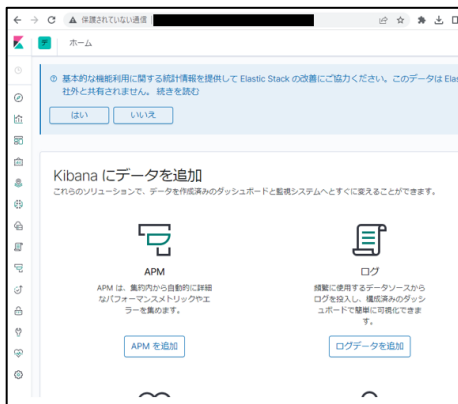 保護されていない通信
デ
ホーム
基本的な機能利用に関する統計情報を提供して Elastic Stack の改善にご協力ください。このデータは Elas
社外と共有されません。 続きを読む
はい
いいえ
Kibana にデータを追加
これらのソリューションで、データを作成済みのダッシュボードと監視システムへとすぐに変えることができます。
APM
APM は、集約内から自動的に詳細
なパフォーマンスメトリックやエ
ラーを集めます。
APM を追加
ログ
頻繁に使用するデータソースから
ログを投入し、構成済みのダッシ
ュボードで簡単に可視化できま
す。
ログデータを追加